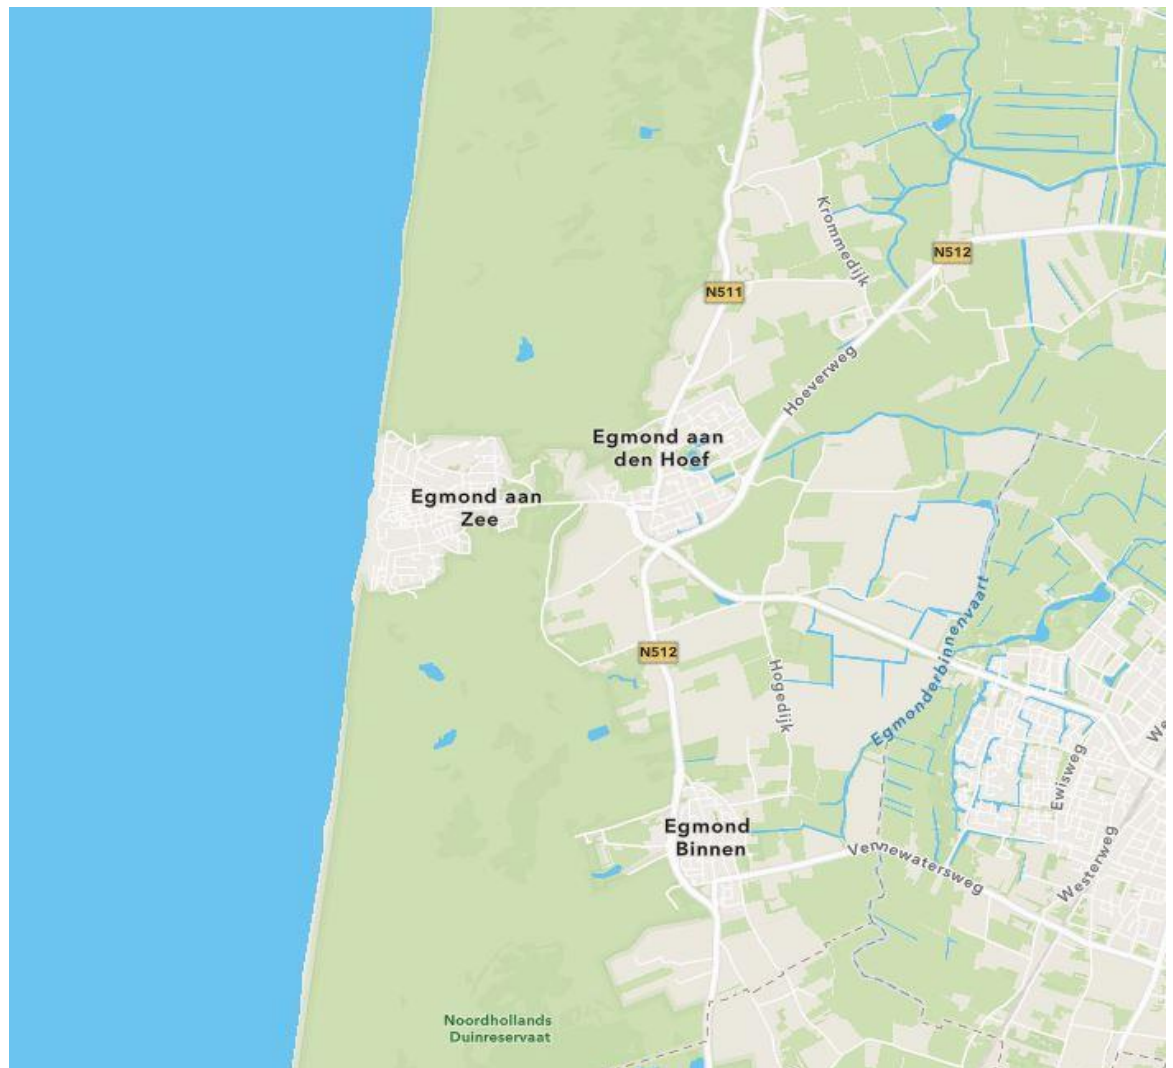 Krommedijk
N512
N511
Hoeverweg
Egmond aan
den Hoef
Egmond aan
Zee
Egmonderbinnenvaart
N512
Hogedijk
We
Ewisweg
Egmond
Binnen
Vennewatersweg
Westerweg
Noordhollands
Duinreservaat